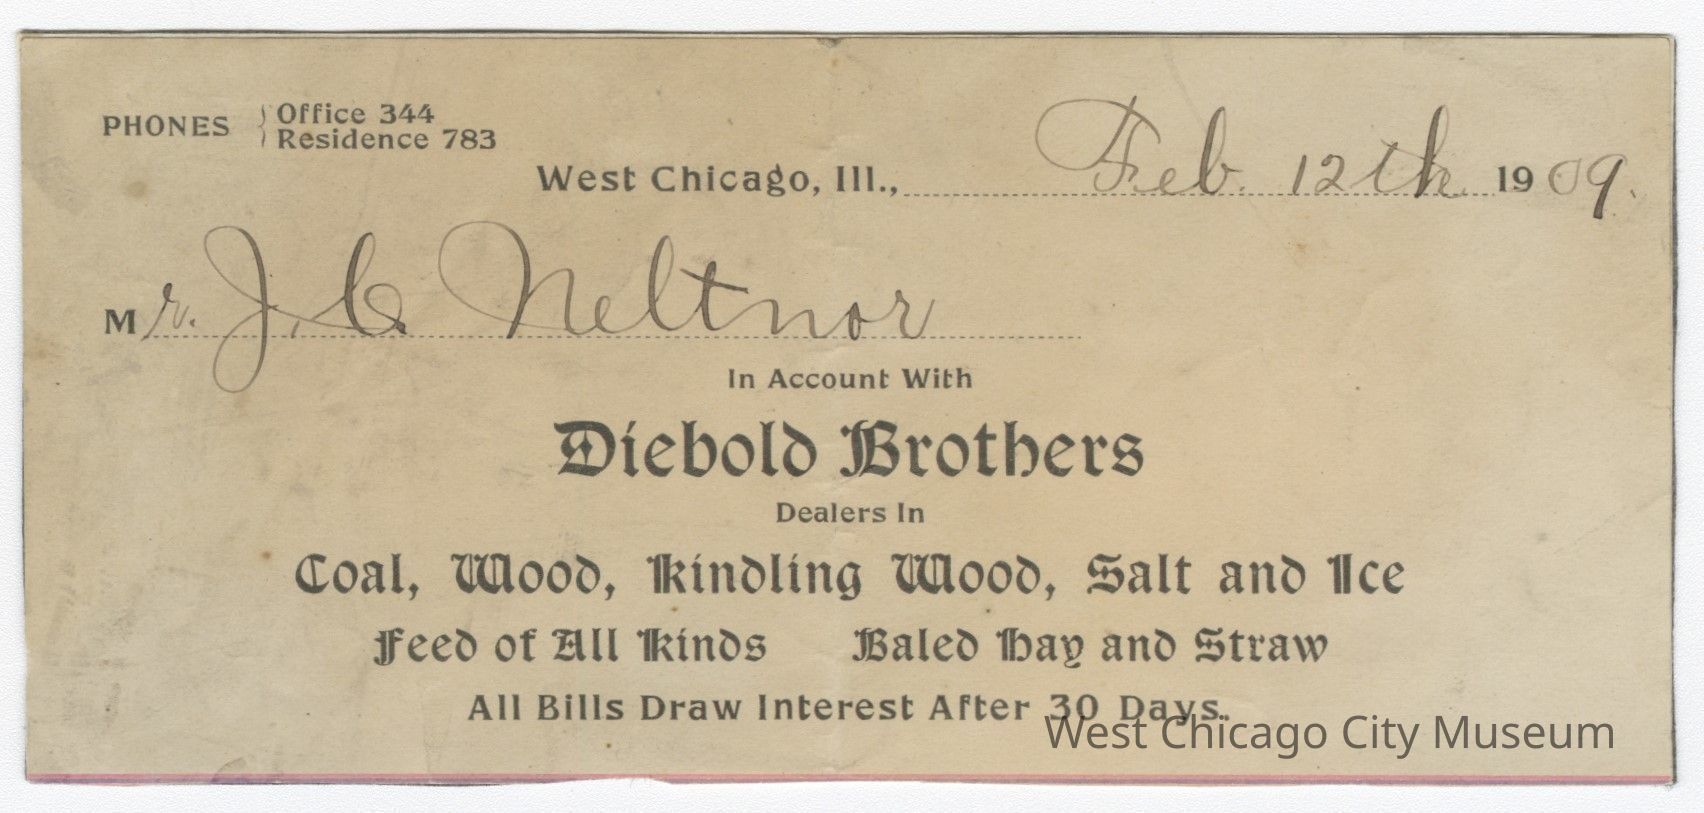 PHONES Office 344
Residence 783
West Chicago, Ill., Feb. 12th 1909.
Mr. J. C. Neltnor
In Account With
Diebold Brothers
Dealers In
Coal, Wood, Kindling Wood, Salt and Ice
Feed of All Kinds Baled Hay and Straw
All Bills Draw Interest After 30 Days.
West Chicago City Museum